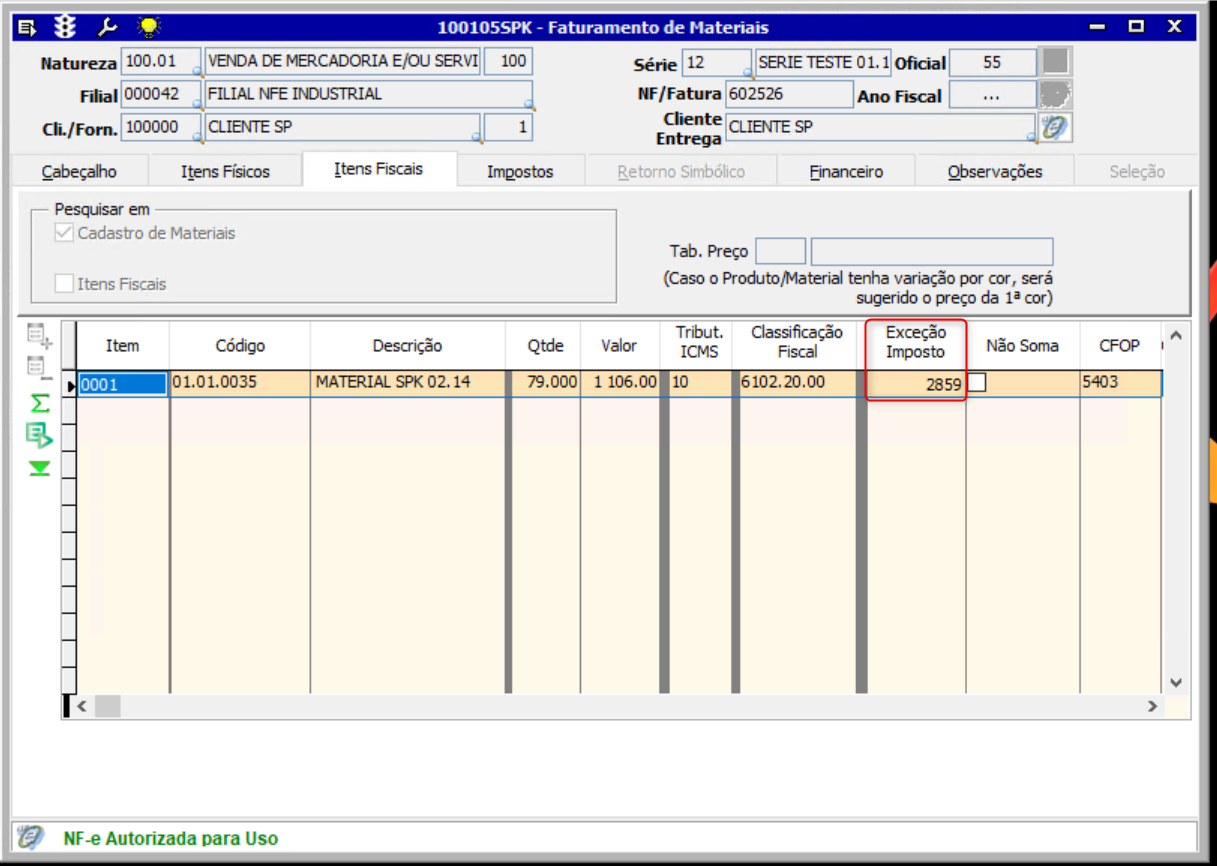 100105SPK - Faturamento de Materiais
Natureza 100.01 VENDA DE MERCADORIA E/OU SERVI 100 Série 12 SERIE TESTE 01.1 Oficial 55
Filial 000042 FILIAL NFE INDUSTRIAL NF/Fatura 602526 Ano Fiscal ...
Cli./Forn. 100000 CLIENTE SP 1 Cliente Entrega CLIENTE SP
Cabeçalho Itens Físicos Itens Fiscais Impostos Retorno Simbólico Financeiro Observações Seleção
Pesquisar em
Cadastro de Materiais
Itens Fiscais
Tab. Preço
(Caso o Produto/Material tenha variação por cor, será
sugerido o preço da 1ª cor)
Item Código Descrição Qtde Valor Tribut. ICMS Classificação Fiscal Exceção Imposto Não Soma CFOP
0001 01.01.0035 MATERIAL SPK 02.14 79.000 1 106.00 10 6102.20.00 2859 5403
NF-e Autorizada para Uso